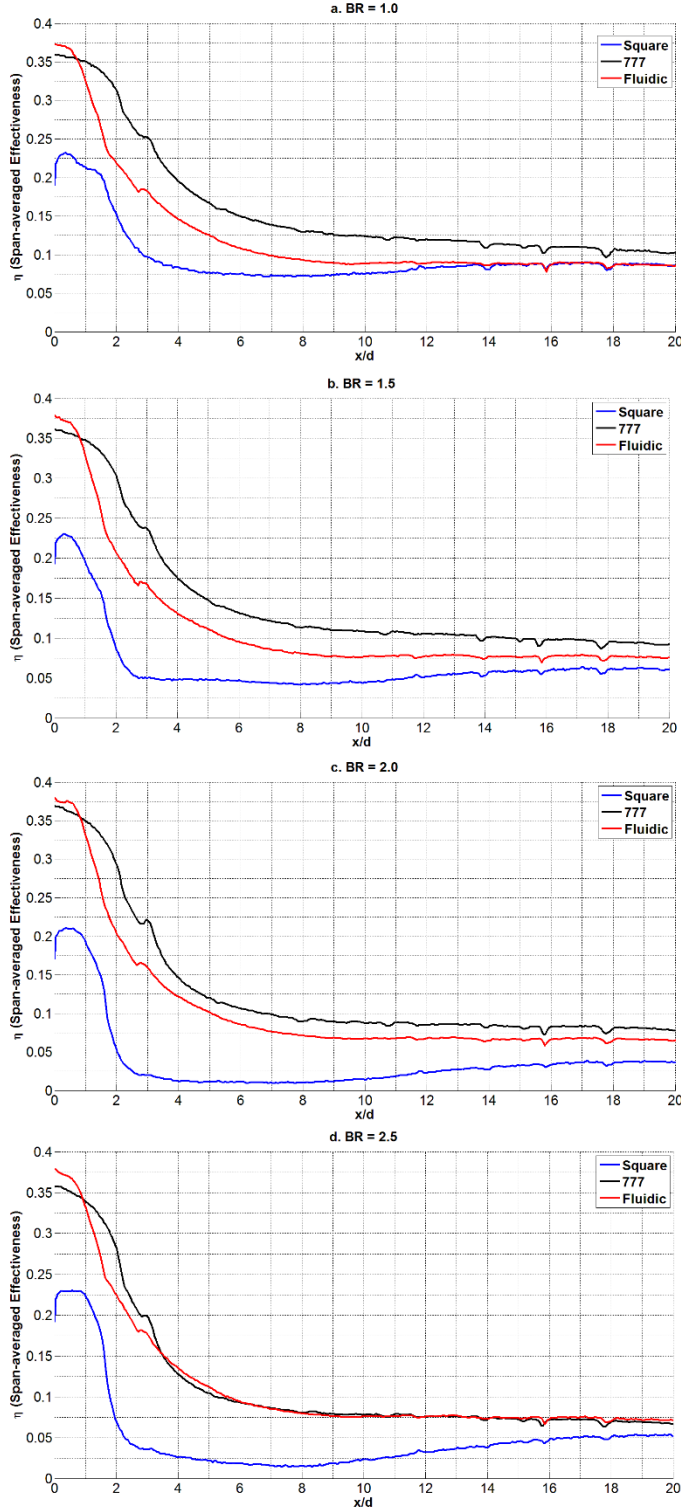 a. BR = 1.0
η (Span-averaged Effectiveness)
0.4
0.35
0.3
0.25
0.2
0.15
0.1
0.05
0
Square
777
Fluidic
0 2 4 6 8 10 12 14 16 18 20
x/d
b. BR = 1.5
η (Span-averaged Effectiveness)
0.4
0.35
0.3
0.25
0.2
0.15
0.1
0.05
0
Square
777
Fluidic
0 2 4 6 8 10 12 14 16 18 20
x/d
c. BR = 2.0
η (Span-averaged Effectiveness)
0.4
0.35
0.3
0.25
0.2
0.15
0.1
0.05
0
Square
777
Fluidic
0 2 4 6 8 10 12 14 16 18 20
x/d
d. BR = 2.5
η (Span-averaged Effectiveness)
0.4
0.35
0.3
0.25
0.2
0.15
0.1
0.05
0
Square
777
Fluidic
0 2 4 6 8 10 12 14 16 18 20
x/d